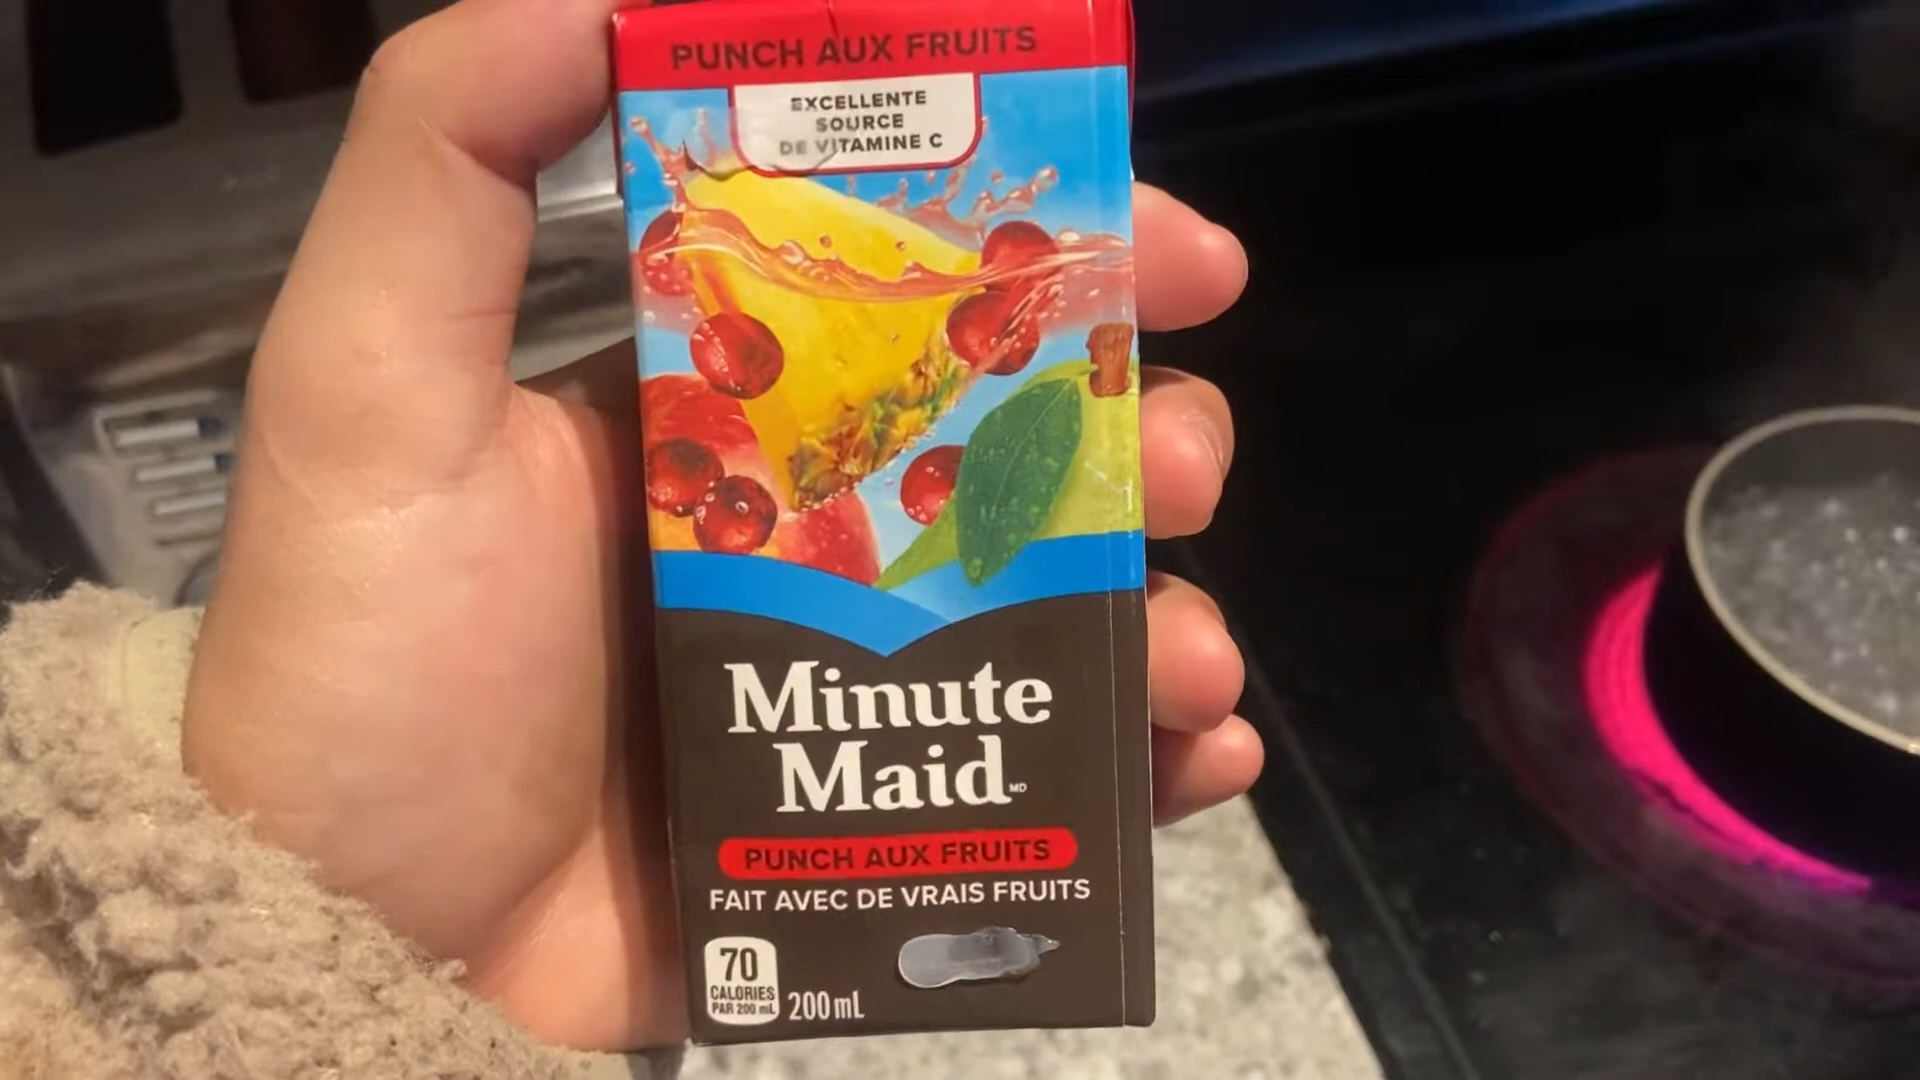 PUNCH AUX FRUITS
EXCELLENTE
SOURCE
DE VITAMINE C
Minute
Maid MD
PUNCH AUX FRUITS
FAIT AVEC DE VRAIS FRUITS
70
CALORIES
PAR 200 mL
200 mL